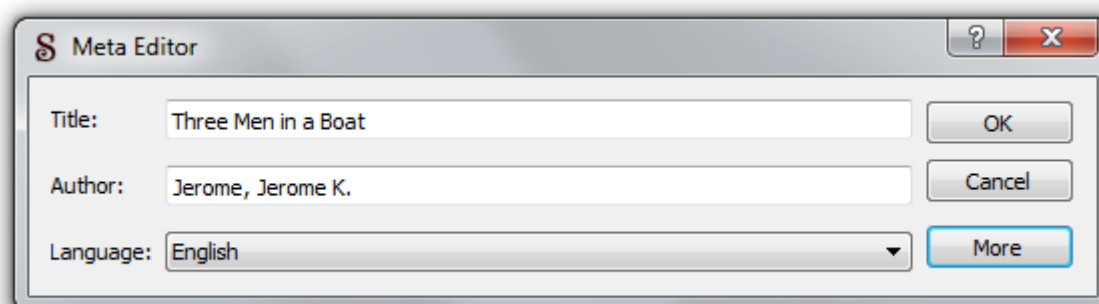 Meta Editor
Title: Three Men in a Boat OK
Author: Jerome, Jerome K. Cancel
Language: English More